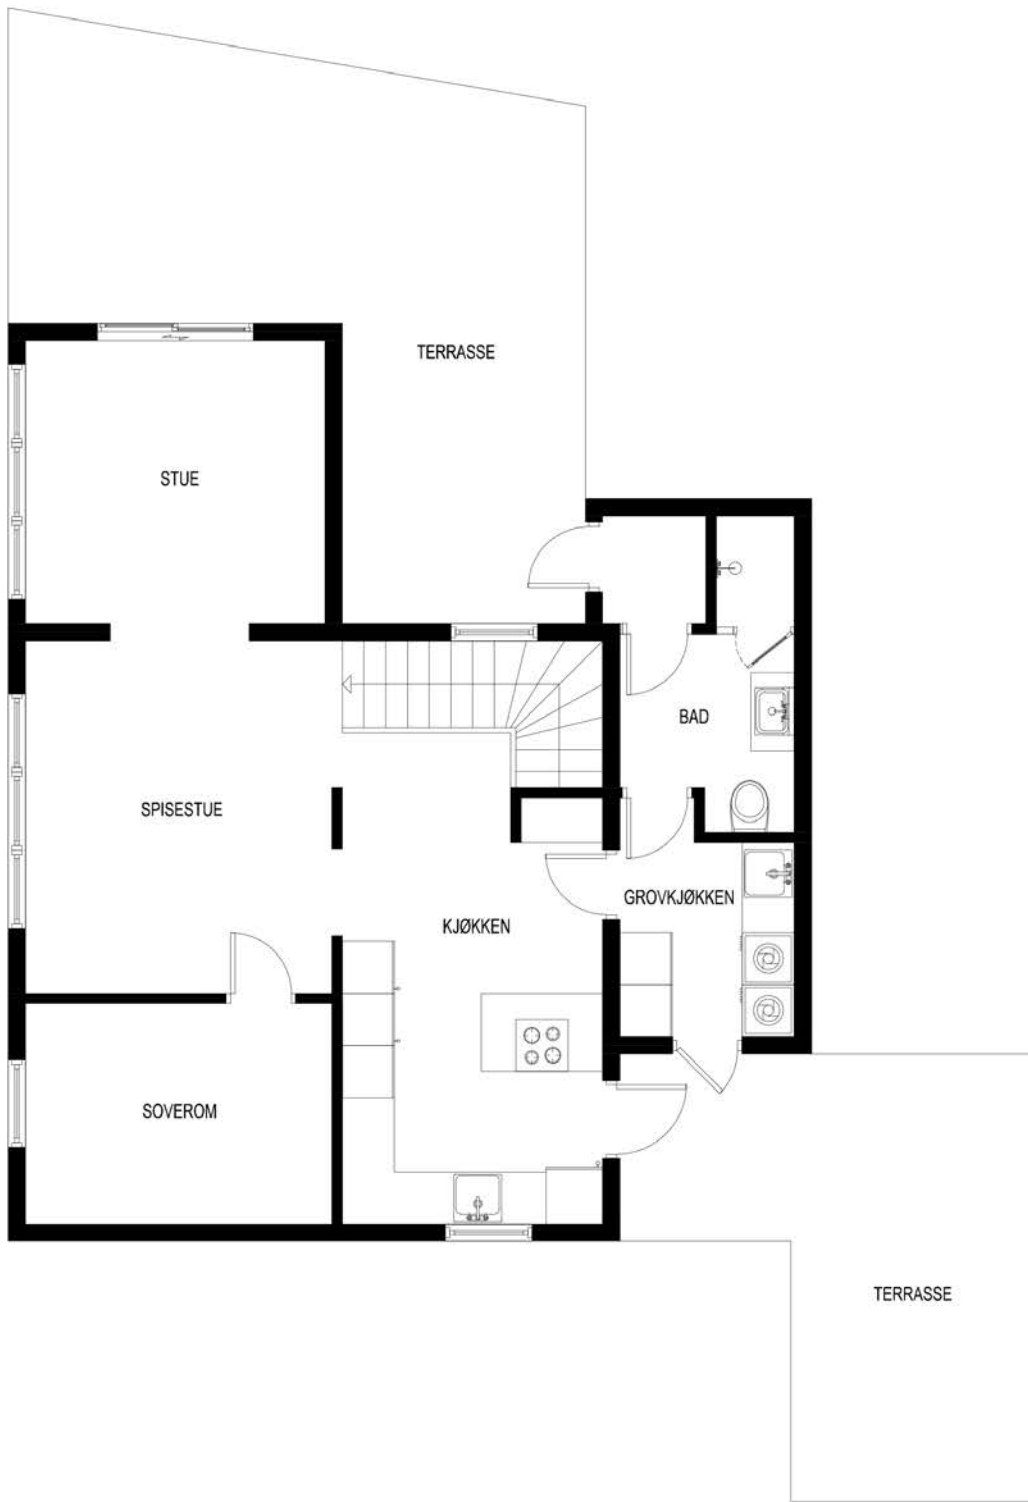 TERRASSE
STUE
BAD
SPISESTUE
GROVKJØKKEN
KJØKKEN
SOVEROM
TERRASSE